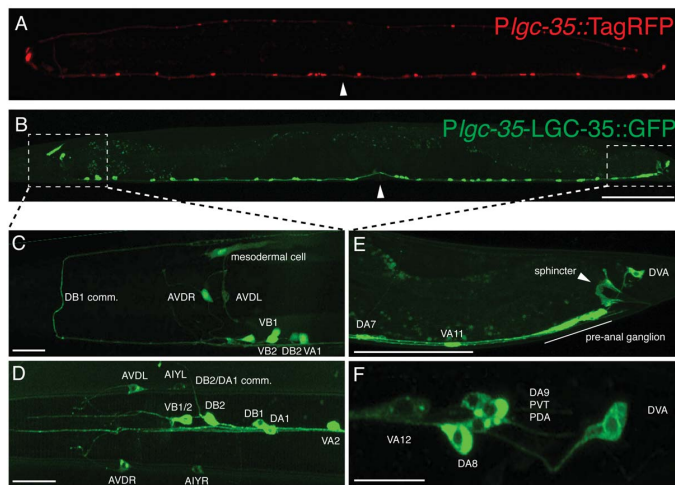 A
Plgc-35::TagRFP
B
Plgc-35-LGC-35::GFP
C
mesodermal cell
DB1 comm.
AVDR
AVDL
VB1
VB2
DB2
VA1
E
sphincter
DVA
DA7
VA11
pre-anal ganglion
D
AVDL
AIYL
DB2/DA1 comm.
VB1/2
DB2
DB1
DA1
VA2
AVDR
AIYR
F
DA9
PVT
PDA
DVA
VA12
DA8